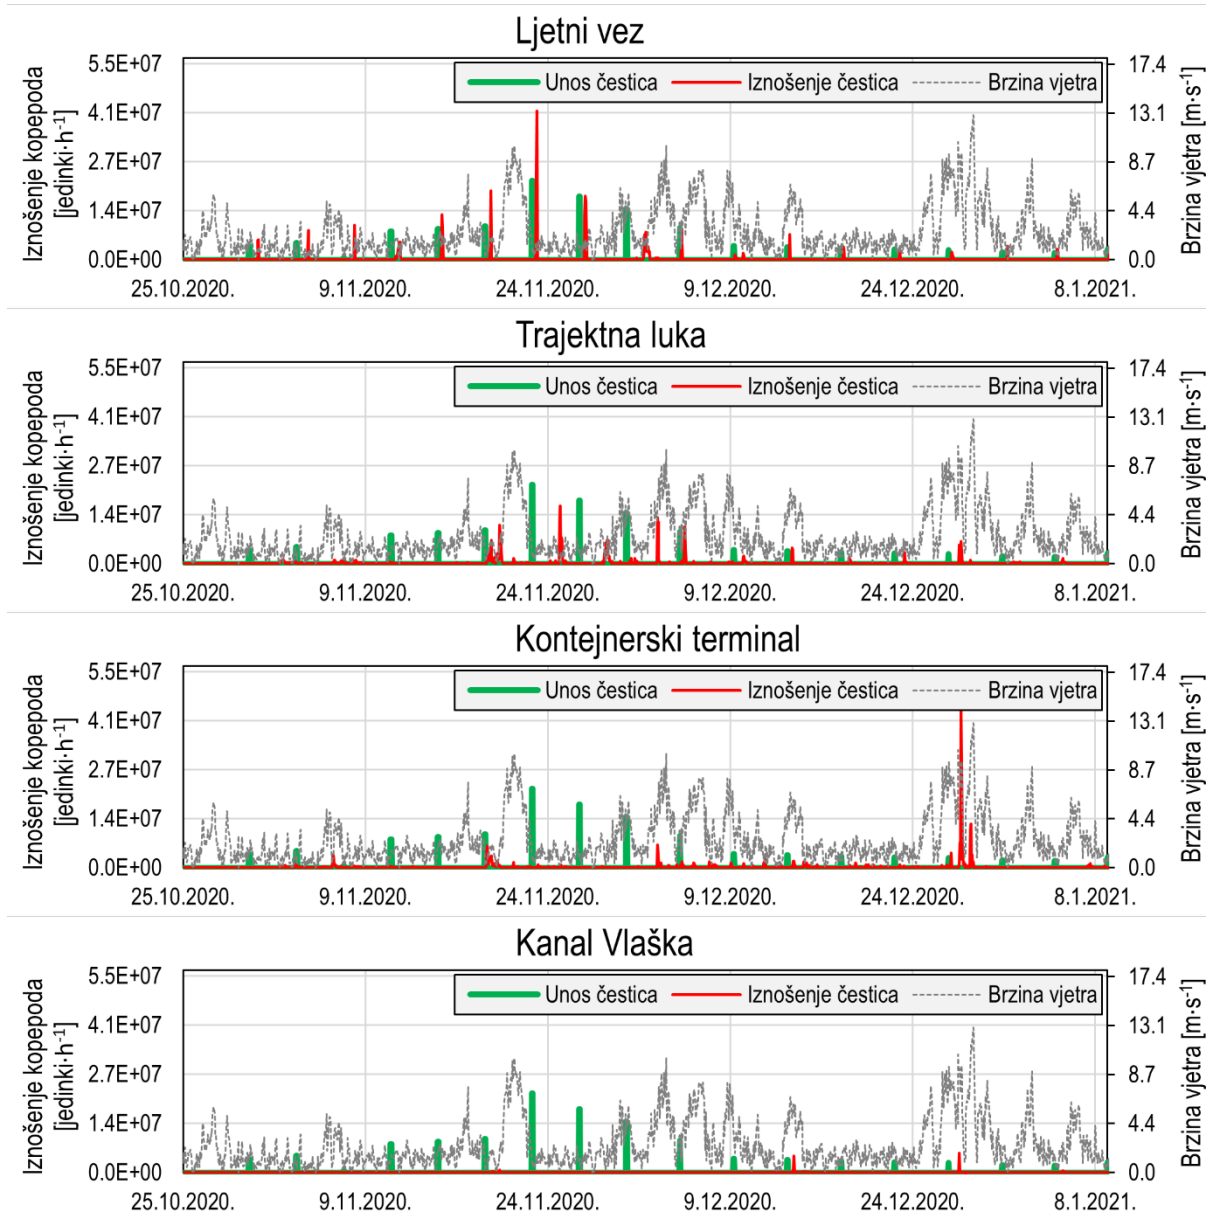 Ljetni vez
Iznošenje kopepoda
[jedinki·h⁻¹]
5.5E+07
4.1E+07
2.7E+07
1.4E+07
0.0E+00
Unos čestica
Iznošenje čestica
Brzina vjetra
17.4
13.1
8.7
4.4
0.0
Brzina vjetra [m·s⁻¹]
25.10.2020.
9.11.2020.
24.11.2020.
9.12.2020.
24.12.2020.
8.1.2021.
Trajektna luka
Iznošenje kopepoda
[jedinki·h⁻¹]
5.5E+07
4.1E+07
2.7E+07
1.4E+07
0.0E+00
Unos čestica
Iznošenje čestica
Brzina vjetra
17.4
13.1
8.7
4.4
0.0
Brzina vjetra [m·s⁻¹]
25.10.2020.
9.11.2020.
24.11.2020.
9.12.2020.
24.12.2020.
8.1.2021.
Kontejnerski terminal
Iznošenje kopepoda
[jedinki·h⁻¹]
5.5E+07
4.1E+07
2.7E+07
1.4E+07
0.0E+00
Unos čestica
Iznošenje čestica
Brzina vjetra
17.4
13.1
8.7
4.4
0.0
Brzina vjetra [m·s⁻¹]
25.10.2020.
9.11.2020.
24.11.2020.
9.12.2020.
24.12.2020.
8.1.2021.
Kanal Vlaška
Iznošenje kopepoda
[jedinki·h⁻¹]
5.5E+07
4.1E+07
2.7E+07
1.4E+07
0.0E+00
Unos čestica
Iznošenje čestica
Brzina vjetra
17.4
13.1
8.7
4.4
0.0
Brzina vjetra [m·s⁻¹]
25.10.2020.
9.11.2020.
24.11.2020.
9.12.2020.
24.12.2020.
8.1.2021.